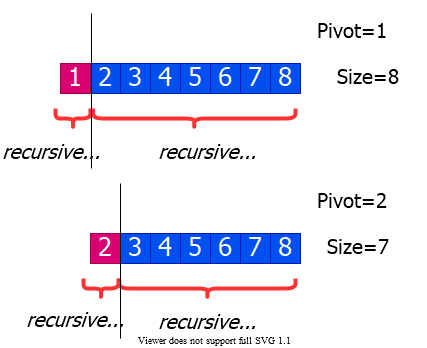 Pivot=1
1 2 3 4 5 6 7 8
Size=8
recursive... recursive...
Pivot=2
2 3 4 5 6 7 8
Size=7
recursive... recursive...
Viewer does not support full SVG 1.1